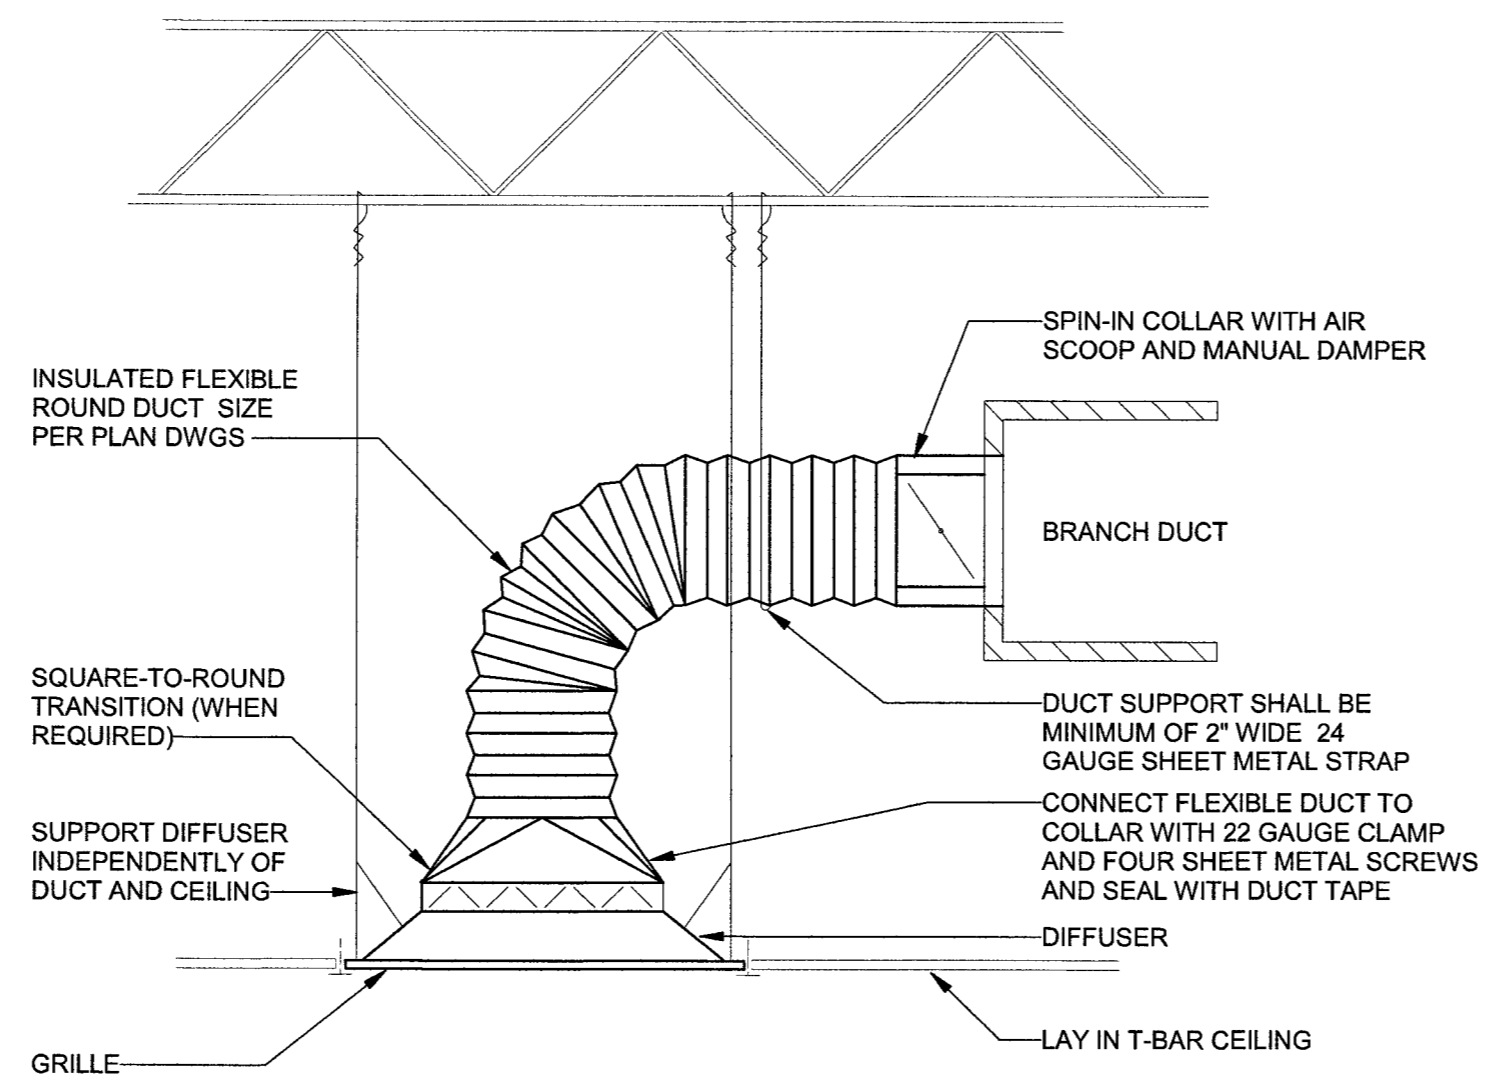 INSULATED FLEXIBLE
ROUND DUCT SIZE
PER PLAN DWGS
SQUARE-TO-ROUND
TRANSITION (WHEN
REQUIRED)
SUPPORT DIFFUSER
INDEPENDENTLY OF
DUCT AND CEILING
GRILLE
SPIN-IN COLLAR WITH AIR
SCOOP AND MANUAL DAMPER
BRANCH DUCT
DUCT SUPPORT SHALL BE
MINIMUM OF 2" WIDE 24
GAUGE SHEET METAL STRAP
CONNECT FLEXIBLE DUCT TO
COLLAR WITH 22 GAUGE CLAMP
AND FOUR SHEET METAL SCREWS
AND SEAL WITH DUCT TAPE
DIFFUSER
LAY IN T-BAR CEILING